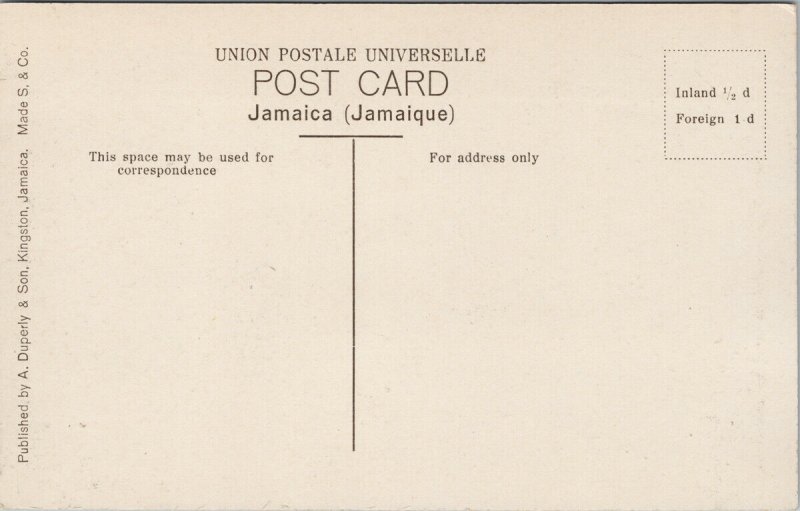 UNION POSTALE UNIVERSELLE
POST CARD
Jamaica (Jamaique)
This space may be used for
correspondence
For address only
Inland ½ d
Foreign 1 d
Published by A. Duperly & Son, Kingston, Jamaica. Made S. & Co.